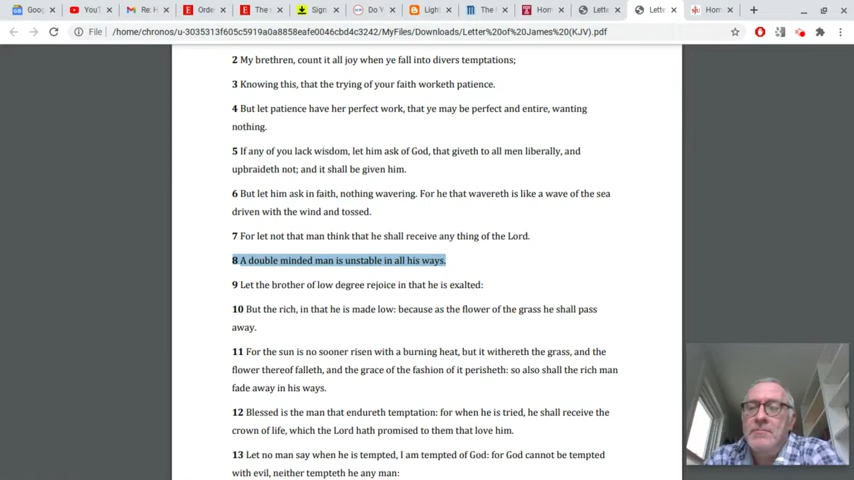 Goog
YouT
Re: H
Orde
The s
Sign
Do Y
Light
The
Home
Lette
Lette
Hom
File /home/chronos/u-3035313f605c5919a0a8858eafe0046cbd4c3242/MyFiles/Downloads/Letter%20of%20James%20(KJV).pdf
2 My brethren, count it all joy when ye fall into divers temptations;
3 Knowing this, that the trying of your faith worketh patience.
4 But let patience have her perfect work, that ye may be perfect and entire, wanting
nothing.
5 If any of you lack wisdom, let him ask of God, that giveth to all men liberally, and
upbraideth not; and it shall be given him.
6 But let him ask in faith, nothing wavering. For he that wavereth is like a wave of the sea
driven with the wind and tossed.
7 For let not that man think that he shall receive any thing of the Lord.
8 A double minded man is unstable in all his ways.
9 Let the brother of low degree rejoice in that he is exalted:
10 But the rich, in that he is made low: because as the flower of the grass he shall pass
away.
11 For the sun is no sooner risen with a burning heat, but it withereth the grass, and the
flower thereof falleth, and the grace of the fashion of it perisheth: so also shall the rich man
fade away in his ways.
12 Blessed is the man that endureth temptation: for when he is tried, he shall receive the
crown of life, which the Lord hath promised to them that love him.
13 Let no man say when he is tempted, I am tempted of God: for God cannot be tempted
with evil, neither tempteth he any man: